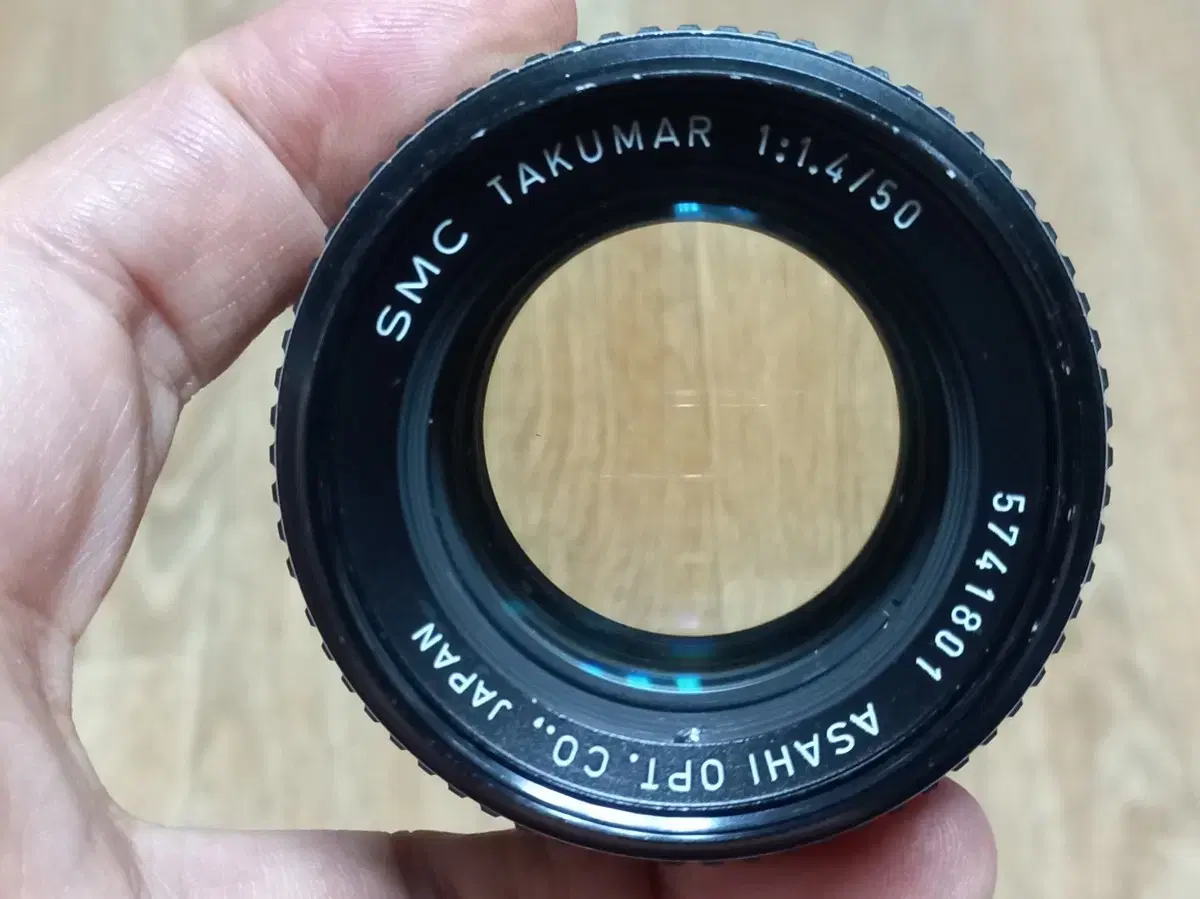 SMC TAKUMAR 1:1.4/50
5741801
ASAHI OPT. CO., JAPAN